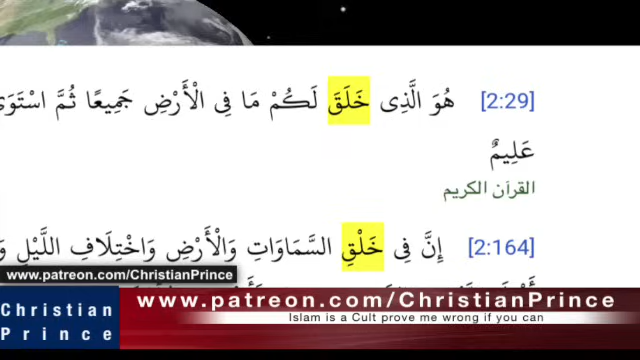 [2:29] هُوَ الَّذِى خَلَقَ لَكُمْ مَا فِى الْأَرْضِ جَمِيعًا ثُمَّ اسْتَوَى
عَلِيمٌ
القرآن الكريم
[2:164] إِنَّ فِى خَلْقِ السَّمَاوَاتِ وَالْأَرْضِ وَاخْتِلَافِ اللَّيْلِ
www.patreon.com/ChristianPrince
Christian
Prince
www.patreon.com/ChristianPrince
Islam is a Cult prove me wrong if you can